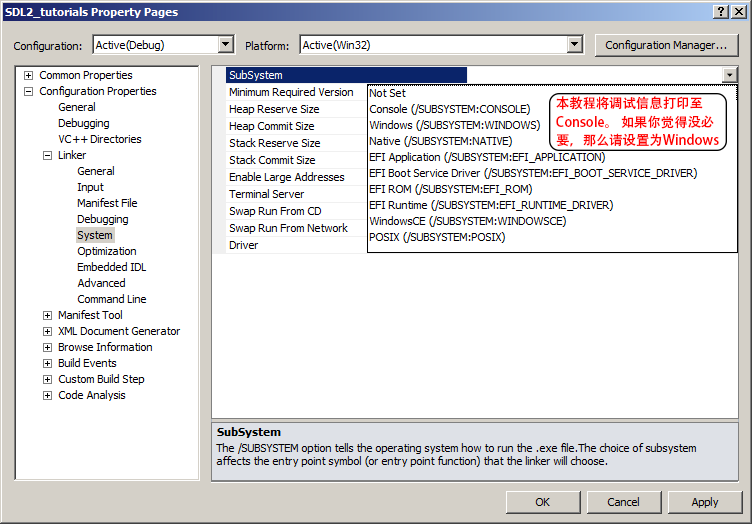 SDL2_tutorials Property Pages
Configuration: Active(Debug) Platform: Active(Win32) Configuration Manager...
Common Properties
Configuration Properties
General
Debugging
VC++ Directories
Linker
General
Input
Manifest File
Debugging
System
Optimization
Embedded IDL
Advanced
Command Line
Manifest Tool
XML Document Generator
Browse Information
Build Events
Custom Build Step
Code Analysis
SubSystem
Minimum Required Version
Heap Reserve Size
Heap Commit Size
Stack Reserve Size
Stack Commit Size
Enable Large Addresses
Terminal Server
Swap Run From CD
Swap Run From Network
Driver
Not Set
Console (/SUBSYSTEM:CONSOLE)
Windows (/SUBSYSTEM:WINDOWS)
Native (/SUBSYSTEM:NATIVE)
EFI Application (/SUBSYSTEM:EFI_APPLICATION)
EFI Boot Service Driver (/SUBSYSTEM:EFI_BOOT_SERVICE_DRIVER)
EFI ROM (/SUBSYSTEM:EFI_ROM)
EFI Runtime (/SUBSYSTEM:EFI_RUNTIME_DRIVER)
WindowsCE (/SUBSYSTEM:WINDOWSCE)
POSIX (/SUBSYSTEM:POSIX)
本教程将调试信息打印至
Console。 如果你觉得没必
要，那么请设置为Windows
SubSystem
The /SUBSYSTEM option tells the operating system how to run the .exe file.The choice of subsystem
affects the entry point symbol (or entry point function) that the linker will choose.
OK Cancel Apply